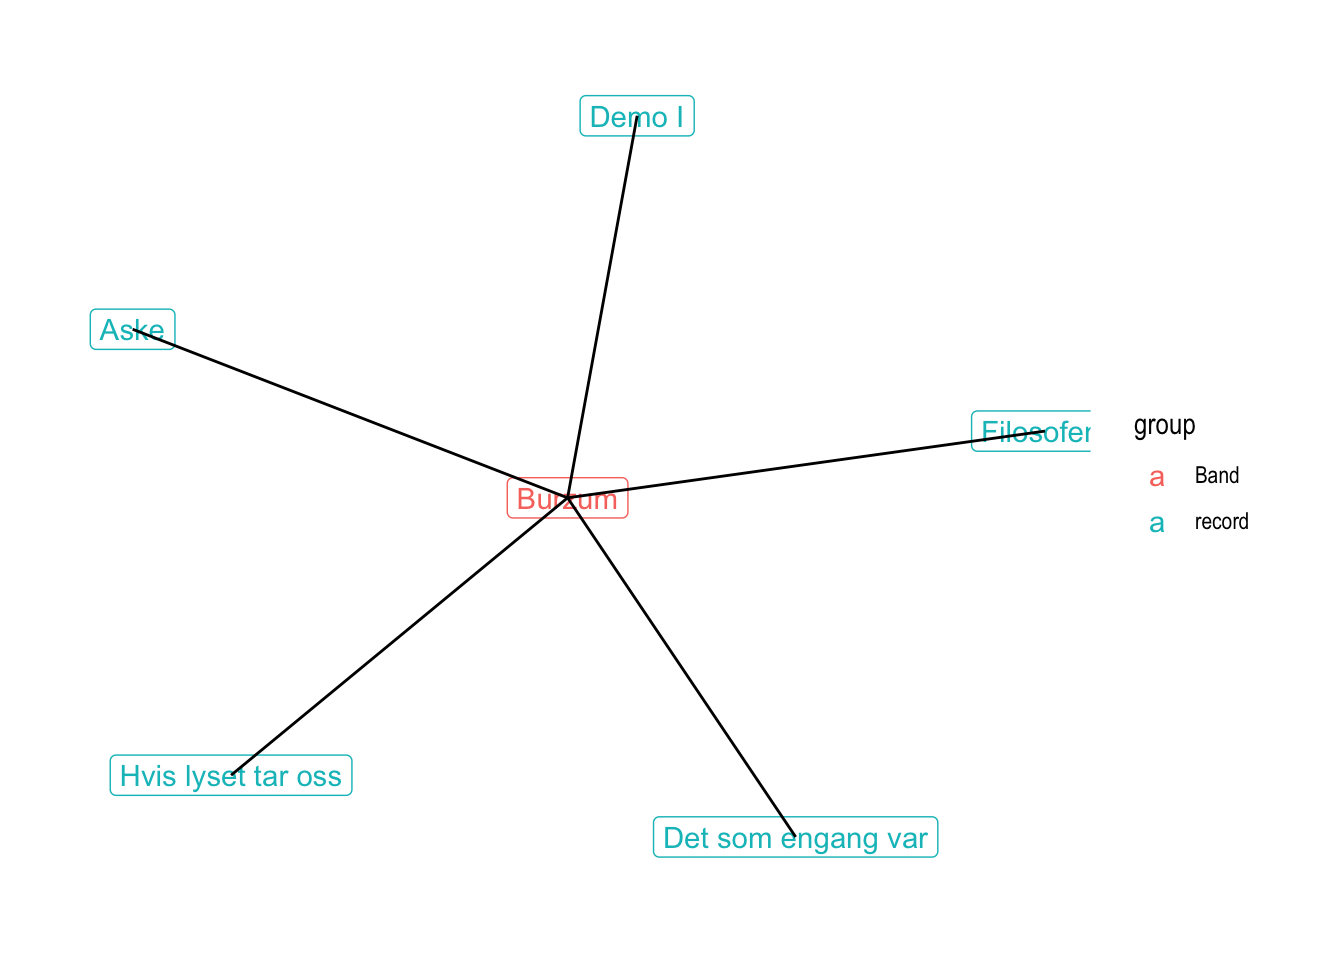 Demo I
Aske
Filosofer
group
Burzum
a Band
a record
Hvis lyset tar oss
Det som engang var